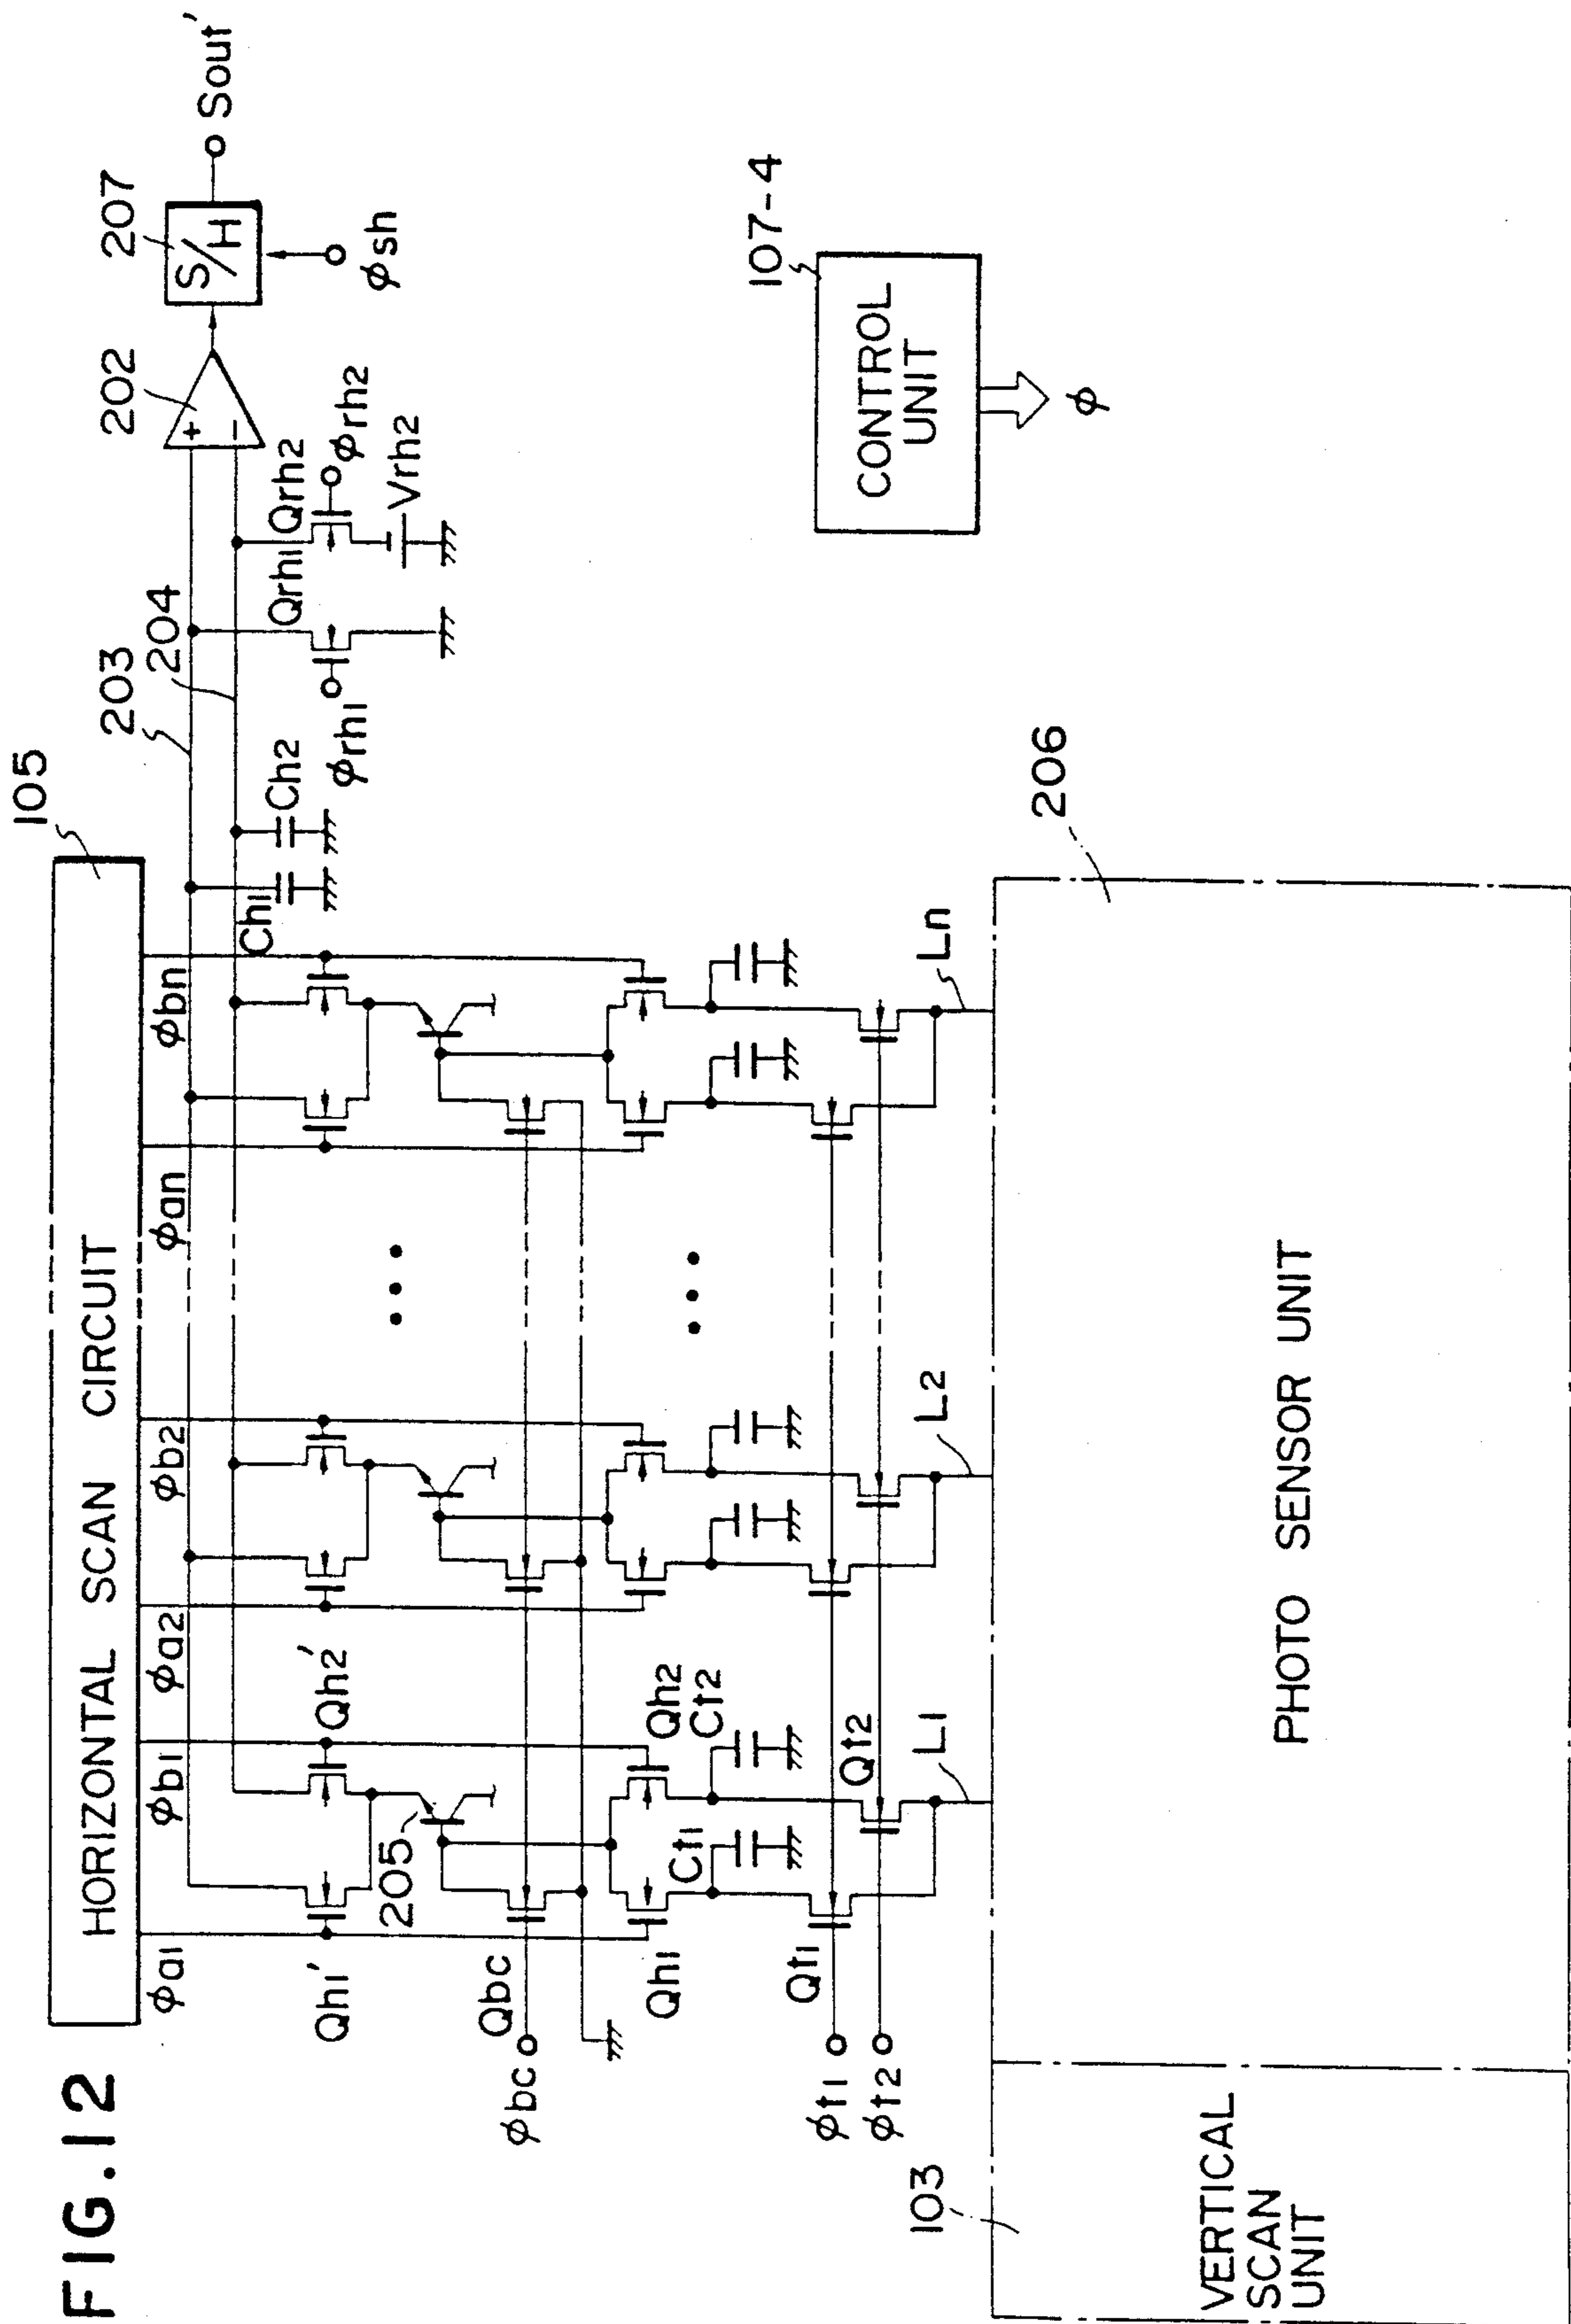 FIG.12
HORIZONTAL SCAN CIRCUIT
105
φa1
φb1
φa2
φb2
φan
φbn
203
204
202
207
+
−
S/H
Sout'
φsh
Qh1'
Qh2'
205
Ch1
Ch2
φrh1
Qrh1
Qrh2
φrh2
Vrh2
Qbc
φbc
Qh1
Qh2
Ct1
Ct2
Qt1
Qt2
φt1
φt2
L1
L2
Ln
107-4
CONTROL
UNIT
φ
103
VERTICAL
SCAN
UNIT
PHOTO SENSOR UNIT
206